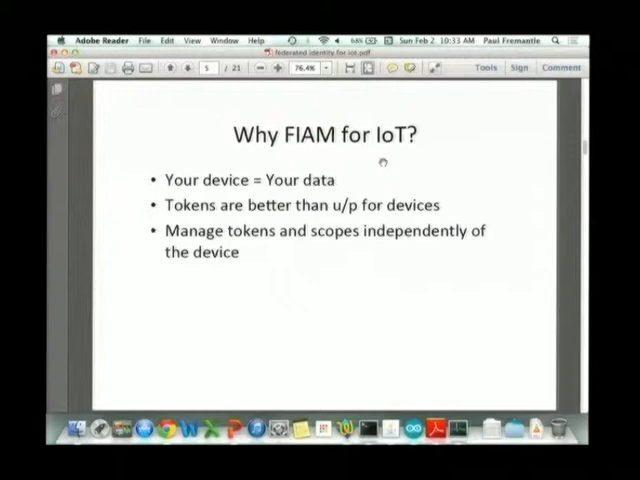 Adobe Reader File Edit View Window Help Sun Feb 2 10:33 AM Paul Fremantle
federated identity for iot.pdf
5 / 21 76.4% Tools Sign Comment
Why FIAM for IoT?
• Your device = Your data
• Tokens are better than u/p for devices
• Manage tokens and scopes independently of
the device